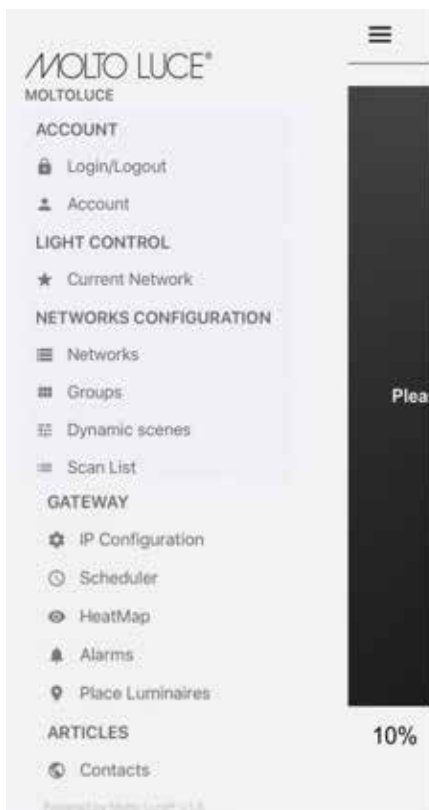 MOLTO LUCE®
MOLTOLUCE
ACCOUNT
Login/Logout
Account
LIGHT CONTROL
Current Network
NETWORKS CONFIGURATION
Networks
Groups
Dynamic scenes
Scan List
GATEWAY
IP Configuration
Scheduler
HeatMap
Alarms
Place Luminaires
ARTICLES
Contacts
Plea
10%